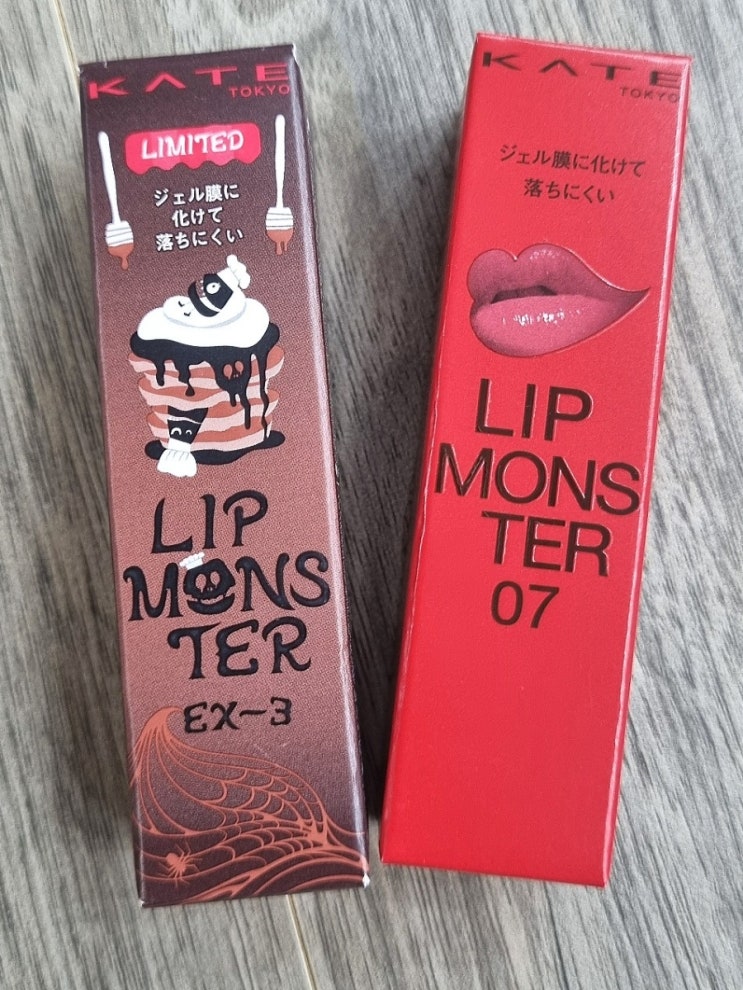 KATE
TOKYO
LIMITED
ジェル膜に
化けて
落ちにくい
LIP
MONS
TER
EX-3
KATE
TOKYO
ジェル膜に化けて
落ちにくい
LIP
MONS
TER
07